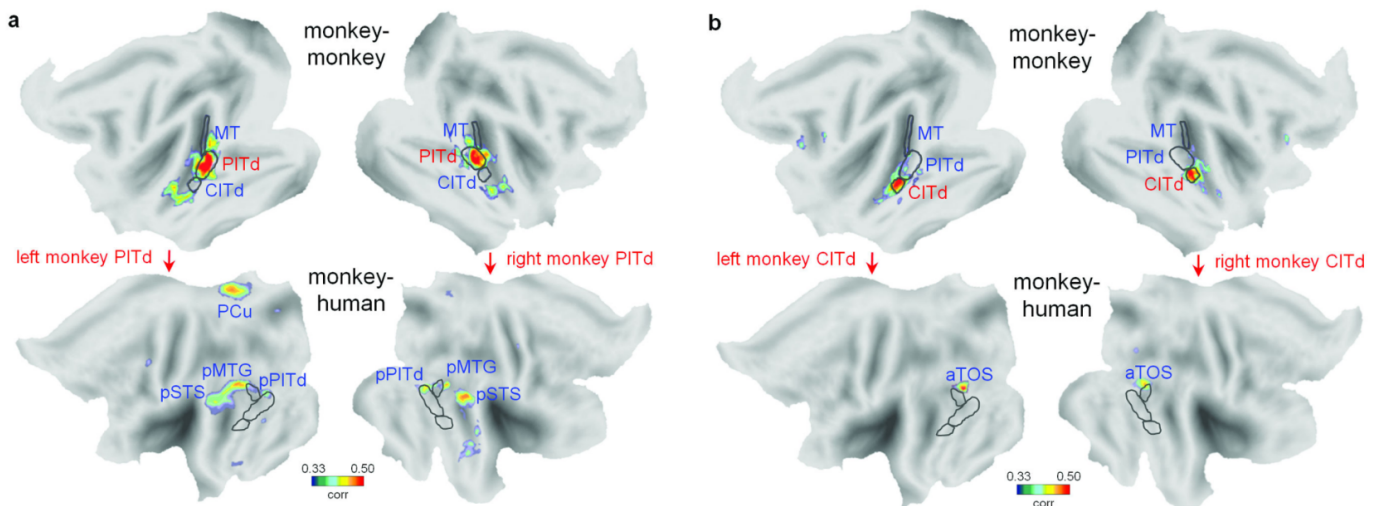 a
monkey-
monkey
MT
PITd
CITd
MT
PITd
CITd
left monkey PITd
right monkey PITd
monkey-
human
PCu
pMTG
pSTS
pPITd
pMTG
pPITd
pSTS
0.33 0.50
corr
b
monkey-
monkey
MT
PITd
CITd
MT
PITd
CITd
left monkey CITd
right monkey CITd
monkey-
human
aTOS
aTOS
0.33 0.50
corr